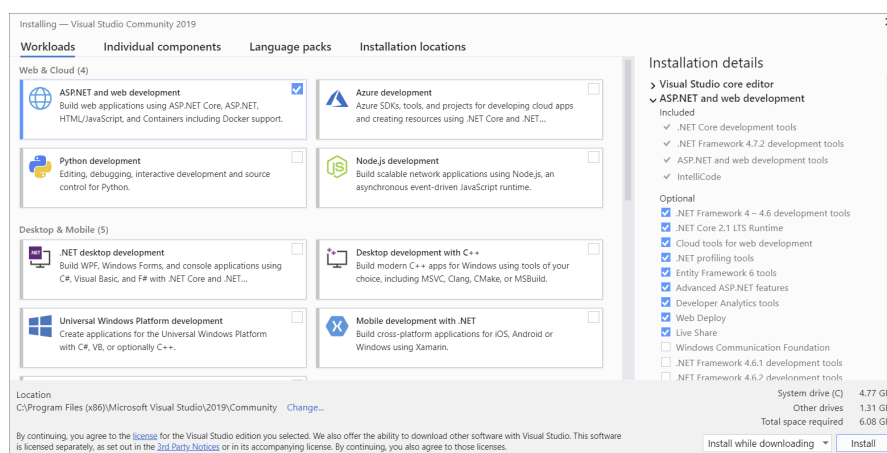 Installing — Visual Studio Community 2019
Workloads Individual components Language packs Installation locations
Web & Cloud (4)
ASP.NET and web development
Build web applications using ASP.NET Core, ASP.NET,
HTML/JavaScript, and Containers including Docker support.
Azure development
Azure SDKs, tools, and projects for developing cloud apps
and creating resources using .NET Core and .NET...
Python development
Editing, debugging, interactive development and source
control for Python.
Node.js development
Build scalable network applications using Node.js, an
asynchronous event-driven JavaScript runtime.
Desktop & Mobile (5)
.NET desktop development
Build WPF, Windows Forms, and console applications using
C#, Visual Basic, and F# with .NET Core and .NET...
Desktop development with C++
Build modern C++ apps for Windows using tools of your
choice, including MSVC, Clang, CMake, or MSBuild.
Universal Windows Platform development
Create applications for the Universal Windows Platform
with C#, VB, or optionally C++.
Mobile development with .NET
Build cross-platform applications for iOS, Android or
Windows using Xamarin.
Installation details
Visual Studio core editor
ASP.NET and web development
Included
.NET Core development tools
.NET Framework 4.7.2 development tools
ASP.NET and web development tools
IntelliCode
Optional
.NET Framework 4 – 4.6 development tools
.NET Core 2.1 LTS Runtime
Cloud tools for web development
.NET profiling tools
Entity Framework 6 tools
Advanced ASP.NET features
Developer Analytics tools
Web Deploy
Live Share
Windows Communication Foundation
.NET Framework 4.6.1 development tools
.NET Framework 4.6.2 development tools
Location
C:\Program Files (x86)\Microsoft Visual Studio\2019\Community Change...
By continuing, you agree to the license for the Visual Studio edition you selected. We also offer the ability to download other software with Visual Studio. This software
is licensed separately, as set out in the 3rd Party Notices or in its accompanying license. By continuing, you also agree to those licenses.
System drive (C) 4.77
Other drives 1.31
Total space required 6.08
Install while downloading Install